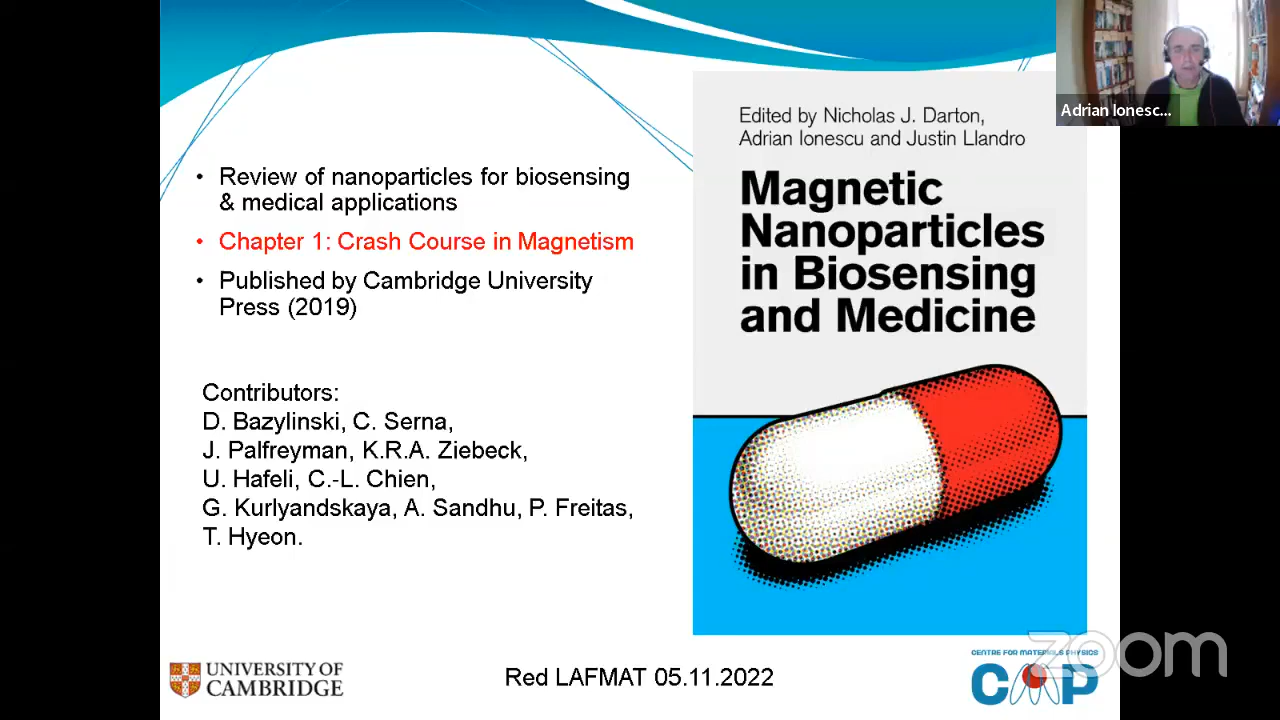 • Review of nanoparticles for biosensing
& medical applications
• Chapter 1: Crash Course in Magnetism
• Published by Cambridge University
Press (2019)
Contributors:
D. Bazylinski, C. Serna,
J. Palfreyman, K.R.A. Ziebeck,
U. Hafeli, C.-L. Chien,
G. Kurlyandskaya, A. Sandhu, P. Freitas,
T. Hyeon.
Edited by Nicholas J. Darton,
Adrian Ionescu and Justin Llandro
Magnetic
Nanoparticles
in Biosensing
and Medicine
Adrian Ionesc...
UNIVERSITY OF
CAMBRIDGE
Red LAFMAT 05.11.2022
CENTRE FOR MATERIALS PHYSICS
CMP
zoom